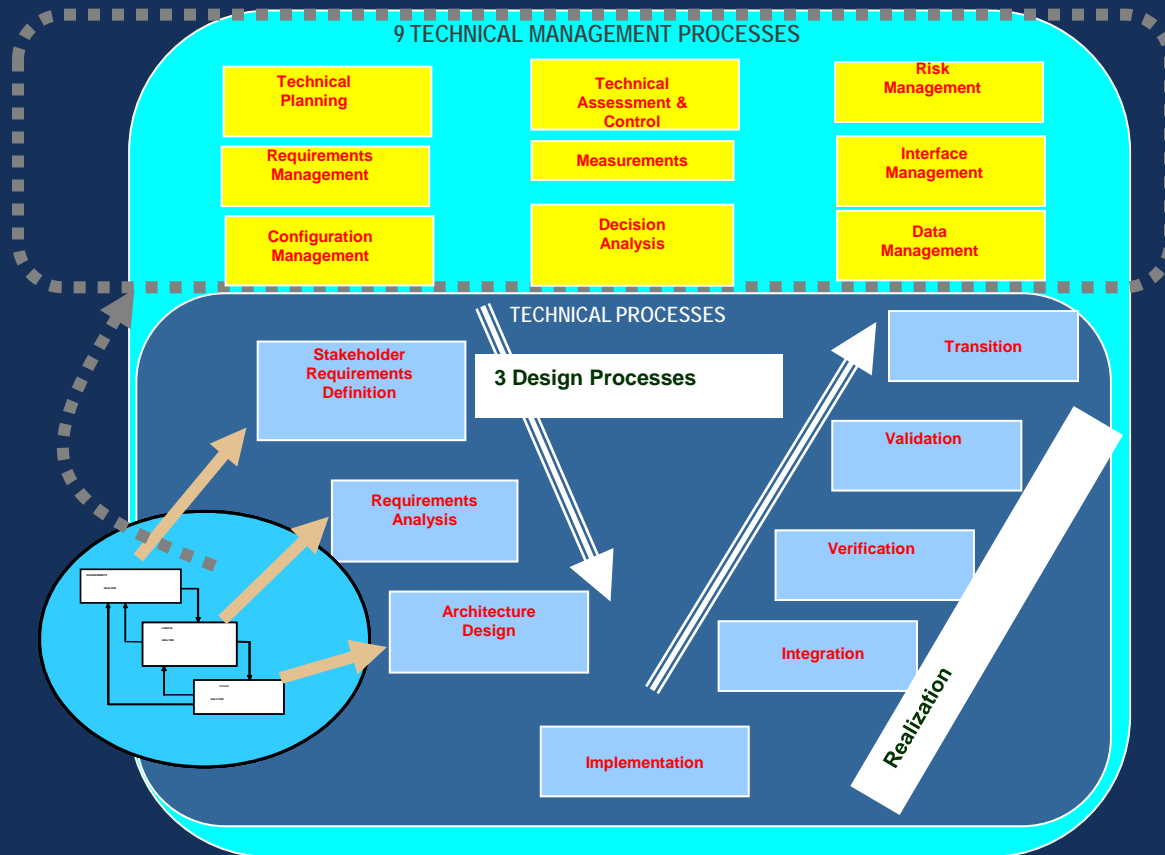 9 TECHNICAL MANAGEMENT PROCESSES
Technical
Planning
Technical
Assessment &
Control
Risk
Management
Requirements
Management
Measurements
Interface
Management
Configuration
Management
Decision
Analysis
Data
Management
TECHNICAL PROCESSES
Stakeholder
Requirements
Definition
3 Design Processes
Transition
Validation
Requirements
Analysis
Verification
Architecture
Design
Integration
Realization
Implementation